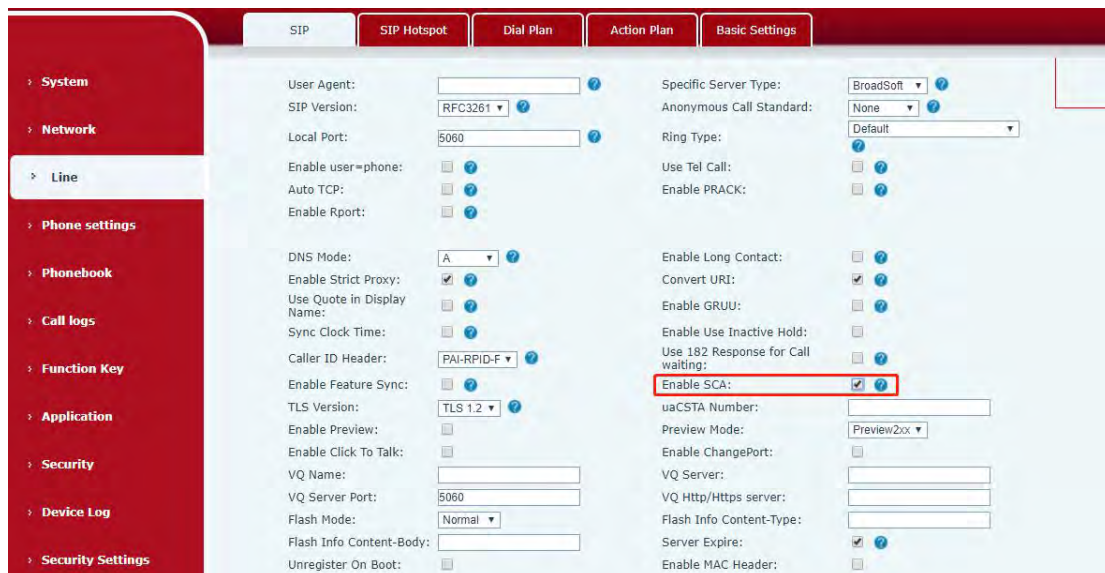 SIP
SIP Hotspot
Dial Plan
Action Plan
Basic Settings
System
Network
Line
Phone settings
Phonebook
Call logs
Function Key
Application
Security
Device Log
Security Settings
User Agent:
Specific Server Type: BroadSoft
SIP Version: RFC3261
Anonymous Call Standard: None
Local Port: 5060
Ring Type: Default
Enable user=phone:
Use Tel Call:
Auto TCP:
Enable PRACK:
Enable Rport:
DNS Mode: A
Enable Long Contact:
Enable Strict Proxy:
Convert URI:
Use Quote in Display
Name:
Enable GRUU:
Sync Clock Time:
Enable Use Inactive Hold:
Caller ID Header: PAI-RPID-F
Use 182 Response for Call
waiting:
Enable Feature Sync:
Enable SCA:
TLS Version: TLS 1.2
uaCSTA Number:
Enable Preview:
Preview Mode: Preview2xx
Enable Click To Talk:
Enable ChangePort:
VQ Name:
VQ Server:
VQ Server Port: 5060
VQ Http/Https server:
Flash Mode: Normal
Flash Info Content-Type:
Flash Info Content-Body:
Server Expire:
Unregister On Boot:
Enable MAC Header: